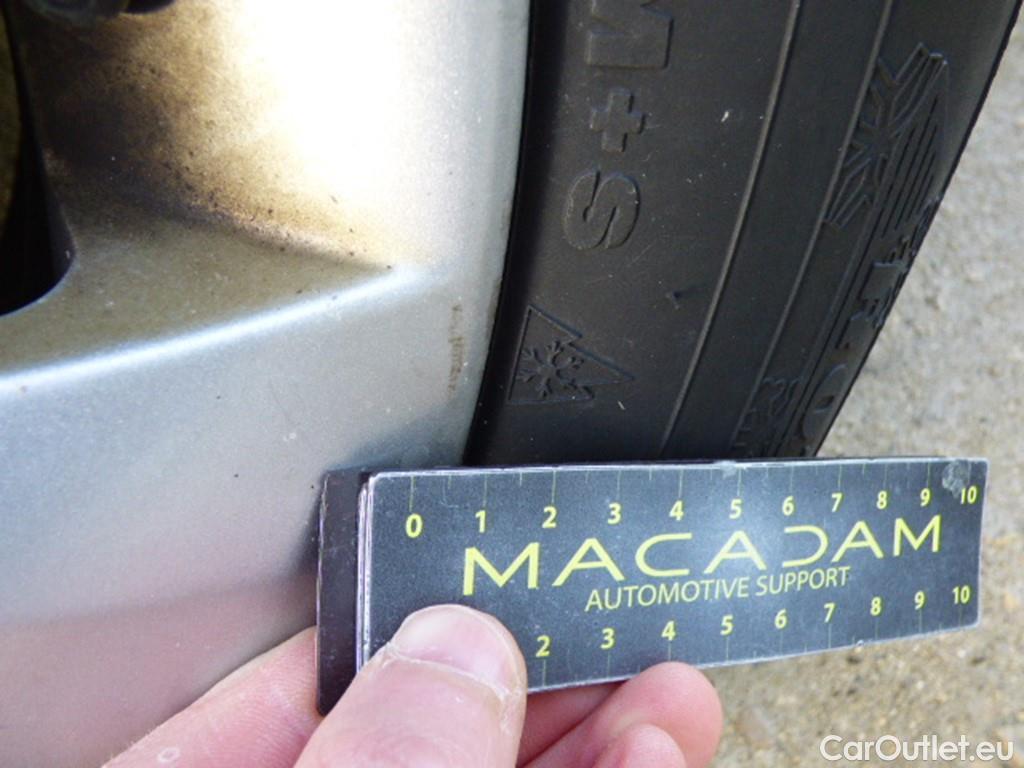 S+M
0 1 2 3 4 5 6 7 8 9 10
MACADAM
AUTOMOTIVE SUPPORT
2 3 4 5 6 7 8 9 10
CarOutlet.eu